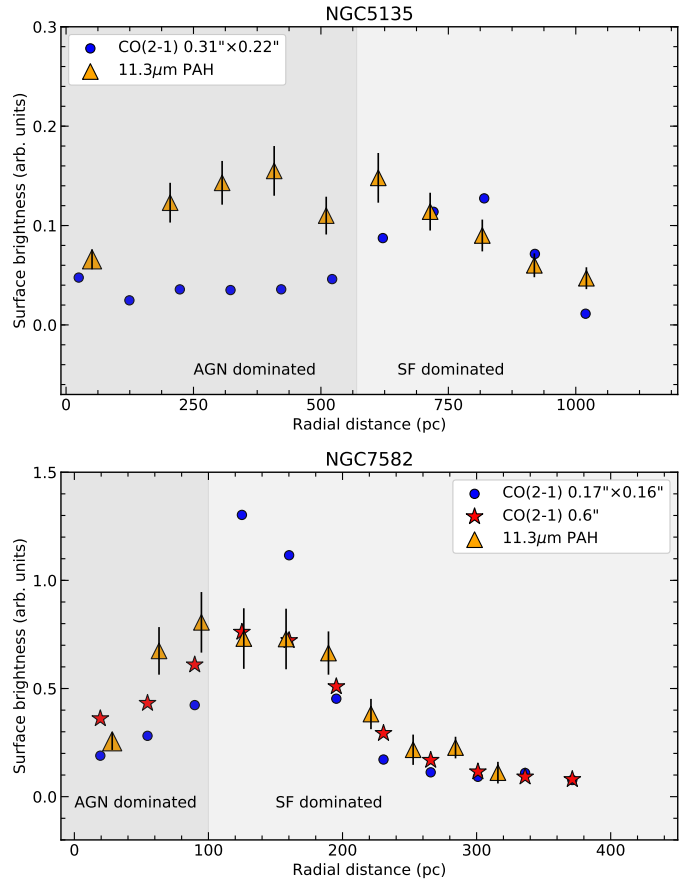 NGC5135
0.3
0.2
0.1
0.0
Surface brightness (arb. units)
CO(2-1) 0.31"×0.22"
11.3μm PAH
AGN dominated
SF dominated
0
250
500
750
1000
Radial distance (pc)
NGC7582
1.5
1.0
0.5
0.0
Surface brightness (arb. units)
CO(2-1) 0.17"×0.16"
CO(2-1) 0.6"
11.3μm PAH
AGN dominated
SF dominated
0
100
200
300
400
Radial distance (pc)